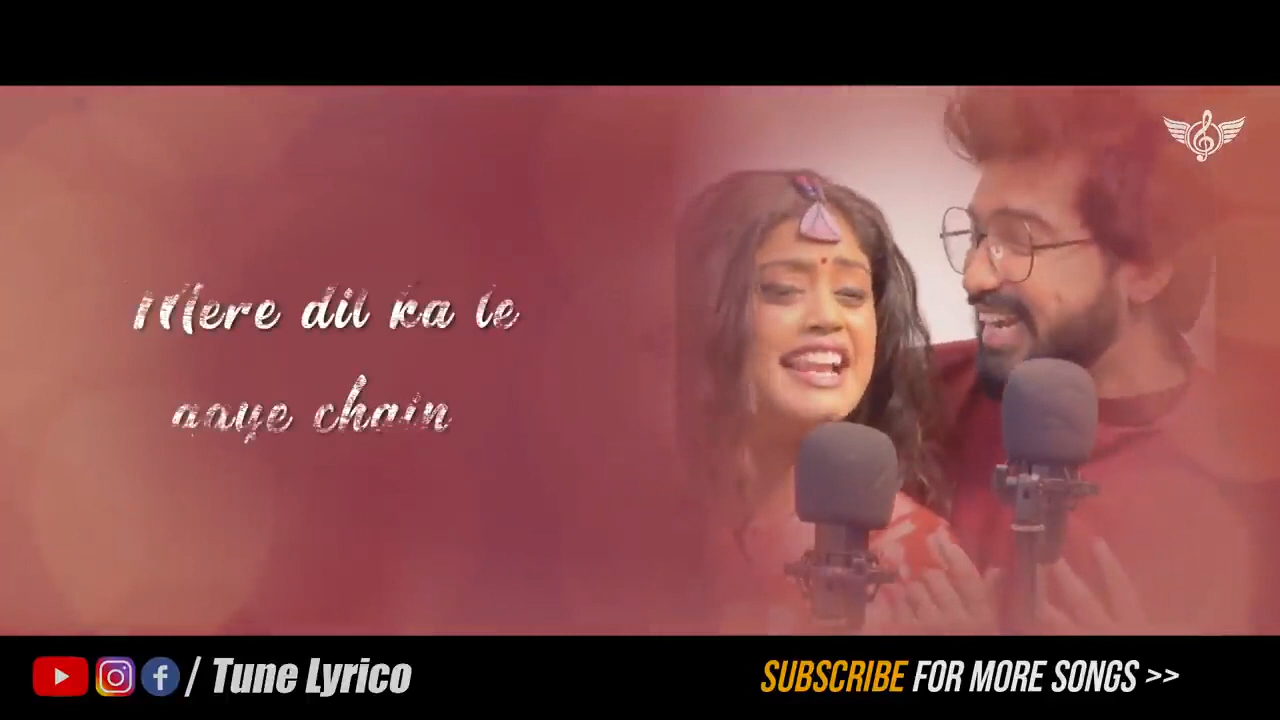 Mere dil ka le
aaye chain
/ Tune Lyrico
SUBSCRIBE FOR MORE SONGS >>